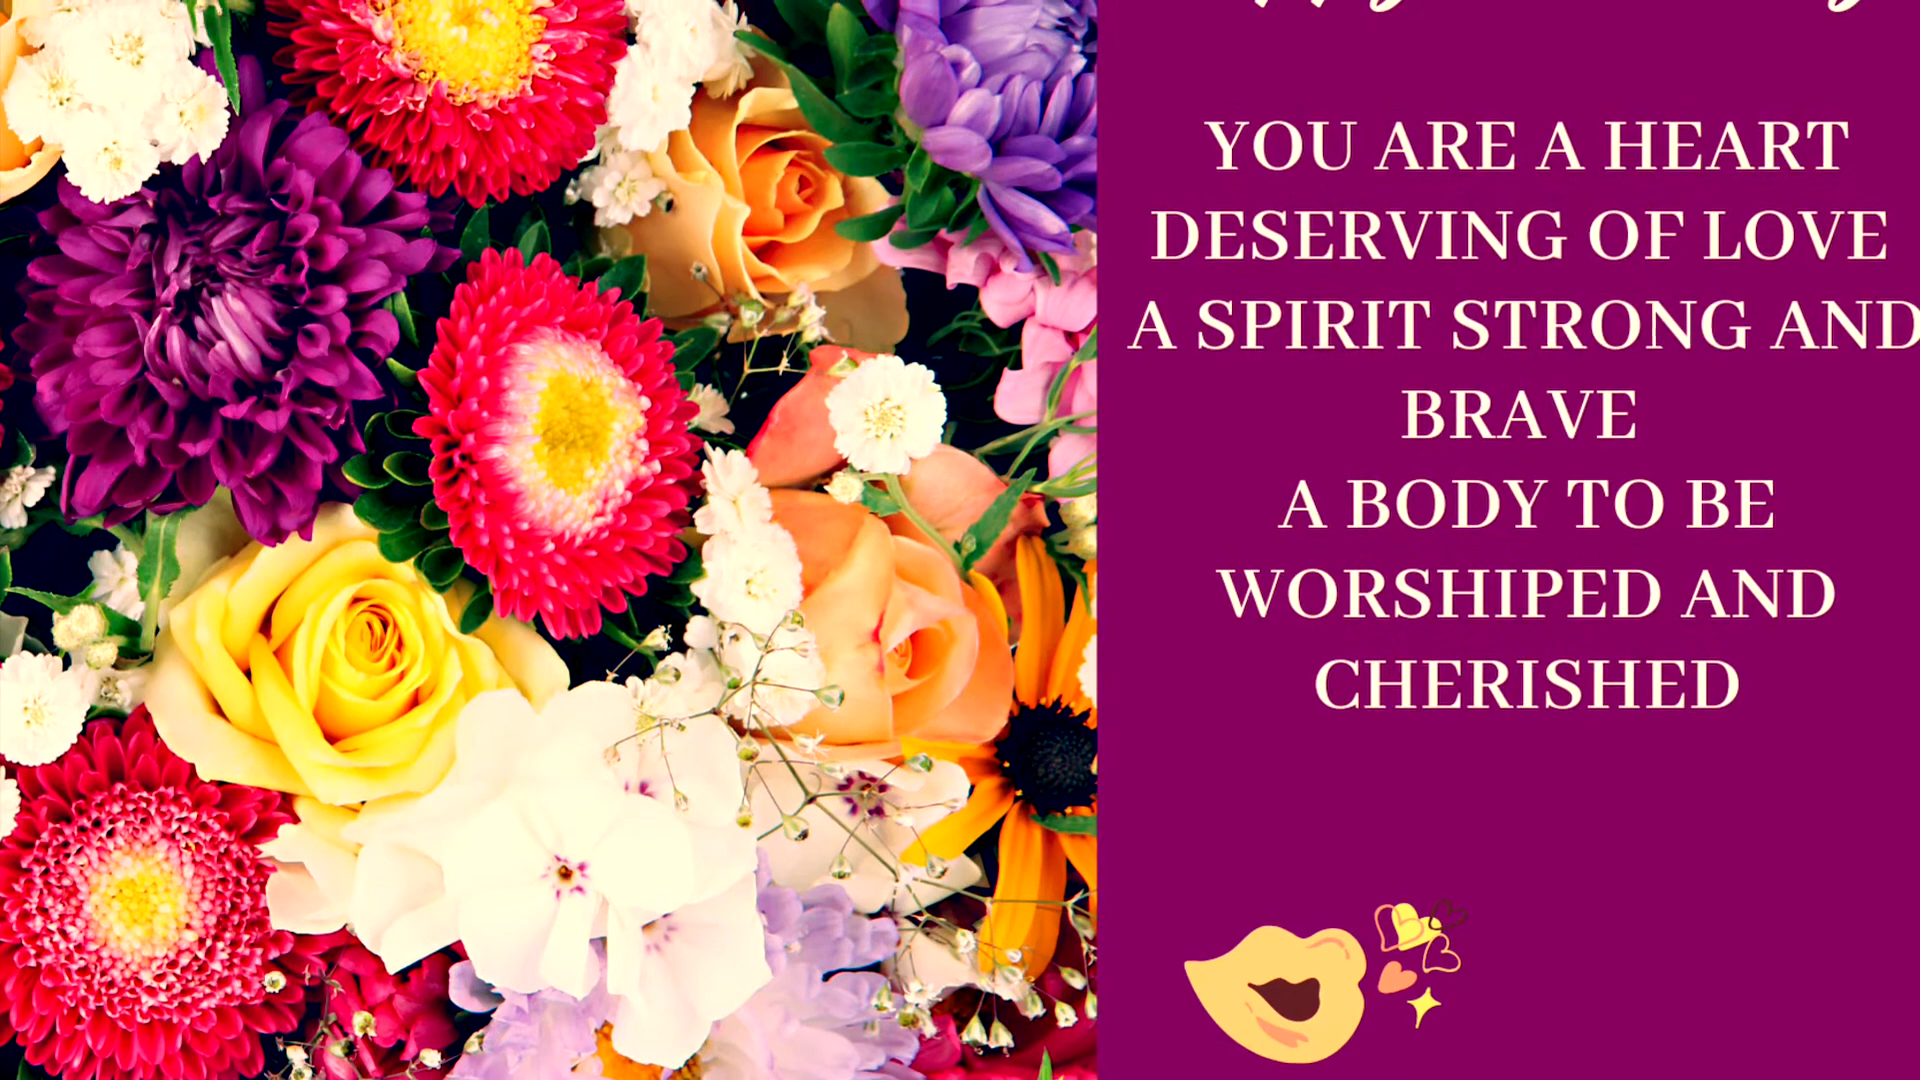 YOU ARE A HEART
DESERVING OF LOVE
A SPIRIT STRONG AND
BRAVE
A BODY TO BE
WORSHIPED AND
CHERISHED